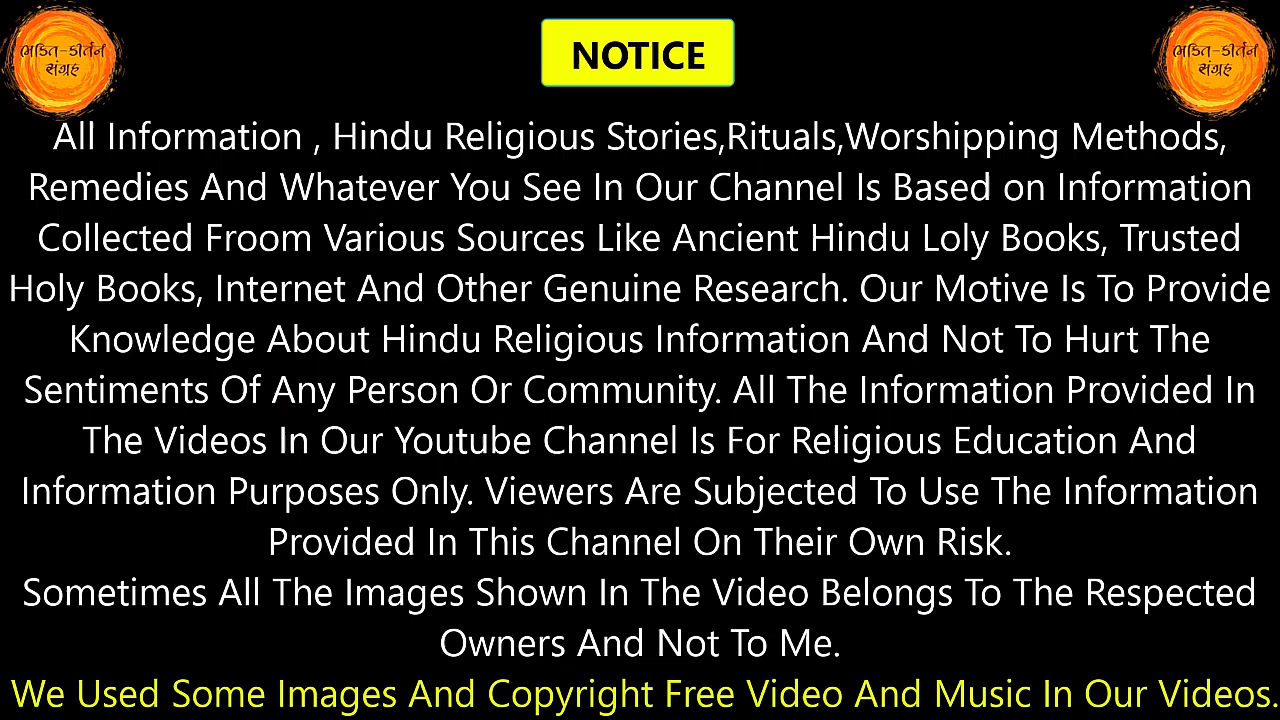 ભક્તિ-કીર્તન
સંગ્રહ
NOTICE
ભક્તિ-કીર્તન
સંગ્રહ
All Information , Hindu Religious Stories,Rituals,Worshipping Methods,
Remedies And Whatever You See In Our Channel Is Based on Information
Collected Froom Various Sources Like Ancient Hindu Loly Books, Trusted
Holy Books, Internet And Other Genuine Research. Our Motive Is To Provide
Knowledge About Hindu Religious Information And Not To Hurt The
Sentiments Of Any Person Or Community. All The Information Provided In
The Videos In Our Youtube Channel Is For Religious Education And
Information Purposes Only. Viewers Are Subjected To Use The Information
Provided In This Channel On Their Own Risk.
Sometimes All The Images Shown In The Video Belongs To The Respected
Owners And Not To Me.
We Used Some Images And Copyright Free Video And Music In Our Videos.